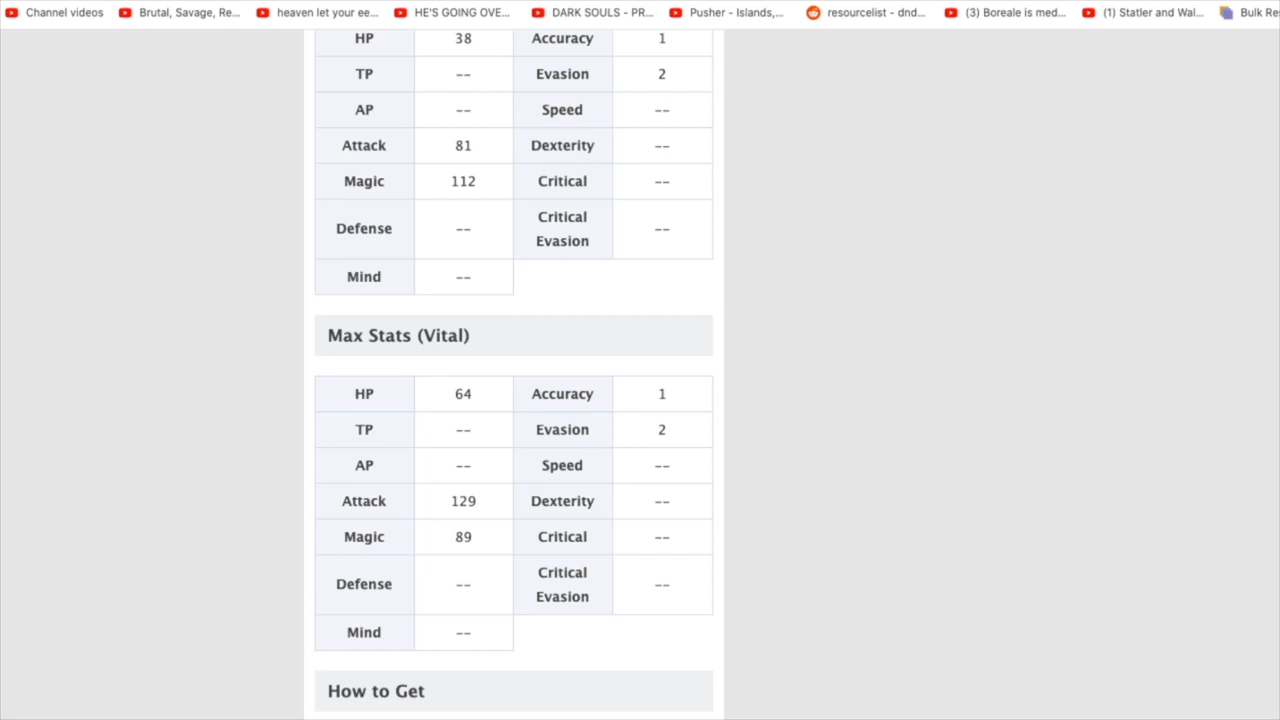 Channel videos Brutal, Savage, Re... heaven let your ee... HE'S GOING OVE... DARK SOULS - PR... Pusher - Islands,... resourcelist - dnd... (3) Boreale is med... (1) Statler and Wal... Bulk Re
HP 38 Accuracy 1
TP -- Evasion 2
AP -- Speed --
Attack 81 Dexterity --
Magic 112 Critical --
Defense -- Critical Evasion --
Mind --
Max Stats (Vital)
HP 64 Accuracy 1
TP -- Evasion 2
AP -- Speed --
Attack 129 Dexterity --
Magic 89 Critical --
Defense -- Critical Evasion --
Mind --
How to Get